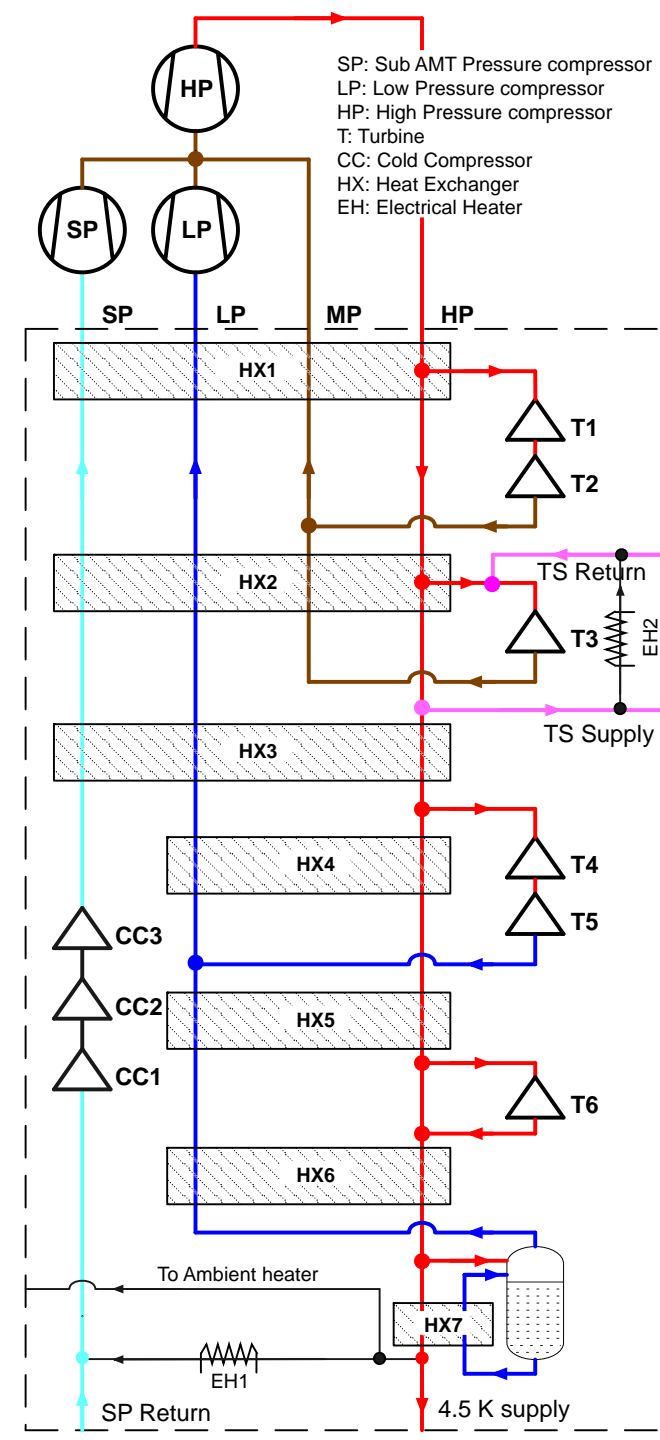 HP
SP: Sub AMT Pressure compressor
LP: Low Pressure compressor
HP: High Pressure compressor
T: Turbine
CC: Cold Compressor
HX: Heat Exchanger
EH: Electrical Heater
SP
LP
SP
LP
MP
HP
HX1
T1
T2
HX2
TS Return
T3
EH2
TS Supply
HX3
HX4
T4
T5
CC3
CC2
CC1
HX5
T6
HX6
To Ambient heater
HX7
EH1
SP Return
4.5 K supply